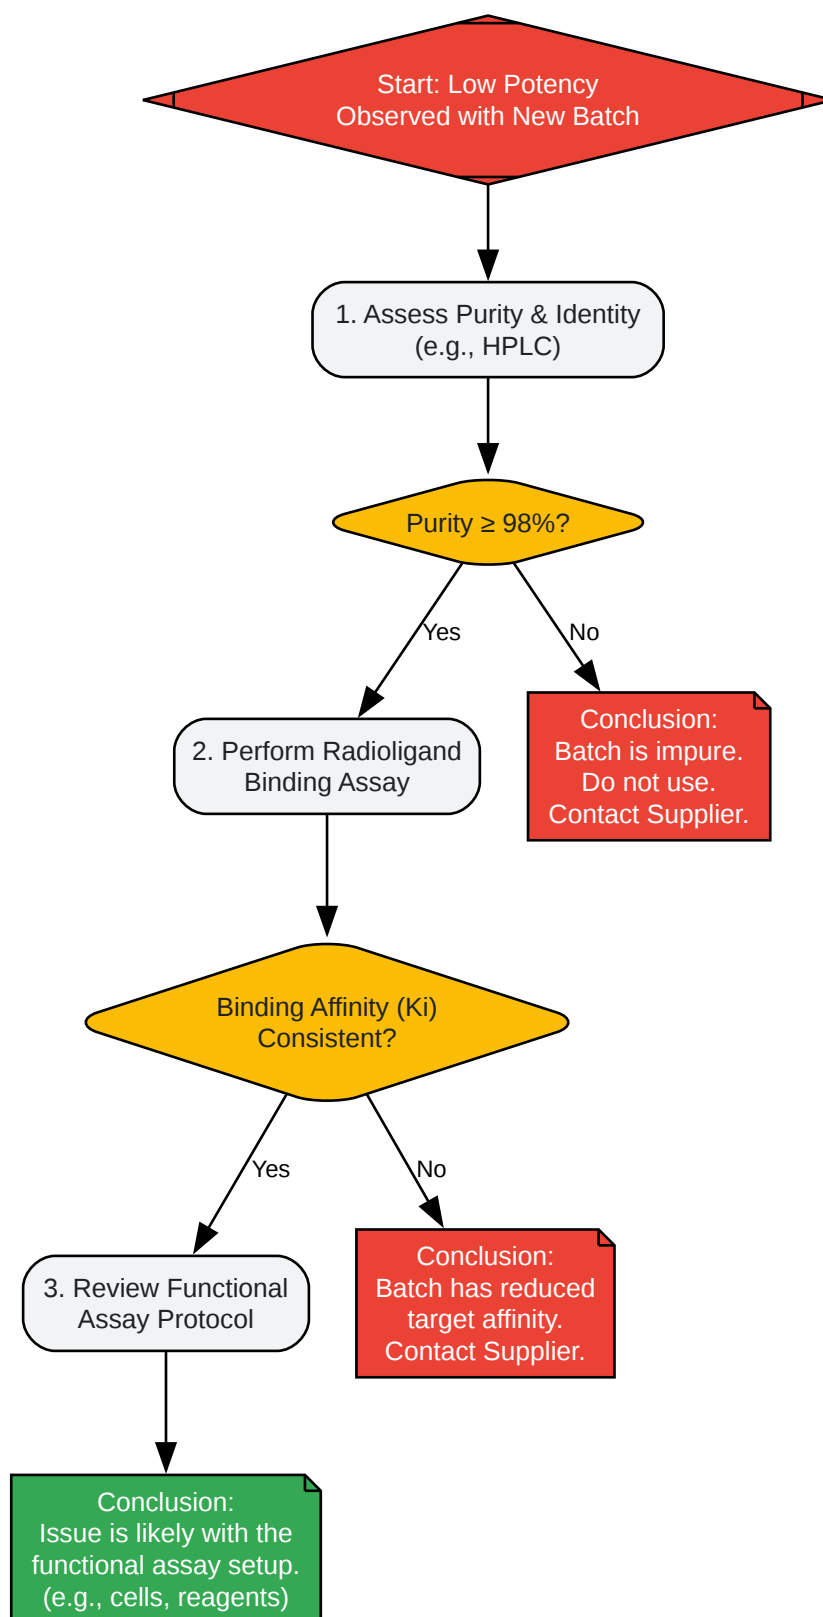 Start: Low Potency
Observed with New Batch
1. Assess Purity & Identity
(e.g., HPLC)
Purity ≥ 98%?
Yes
No
2. Perform Radioligand
Binding Assay
Conclusion:
Batch is impure.
Do not use.
Contact Supplier.
Binding Affinity (Ki)
Consistent?
Yes
No
3. Review Functional
Assay Protocol
Conclusion:
Batch has reduced
target affinity.
Contact Supplier.
Conclusion:
Issue is likely with the
functional assay setup.
(e.g., cells, reagents)